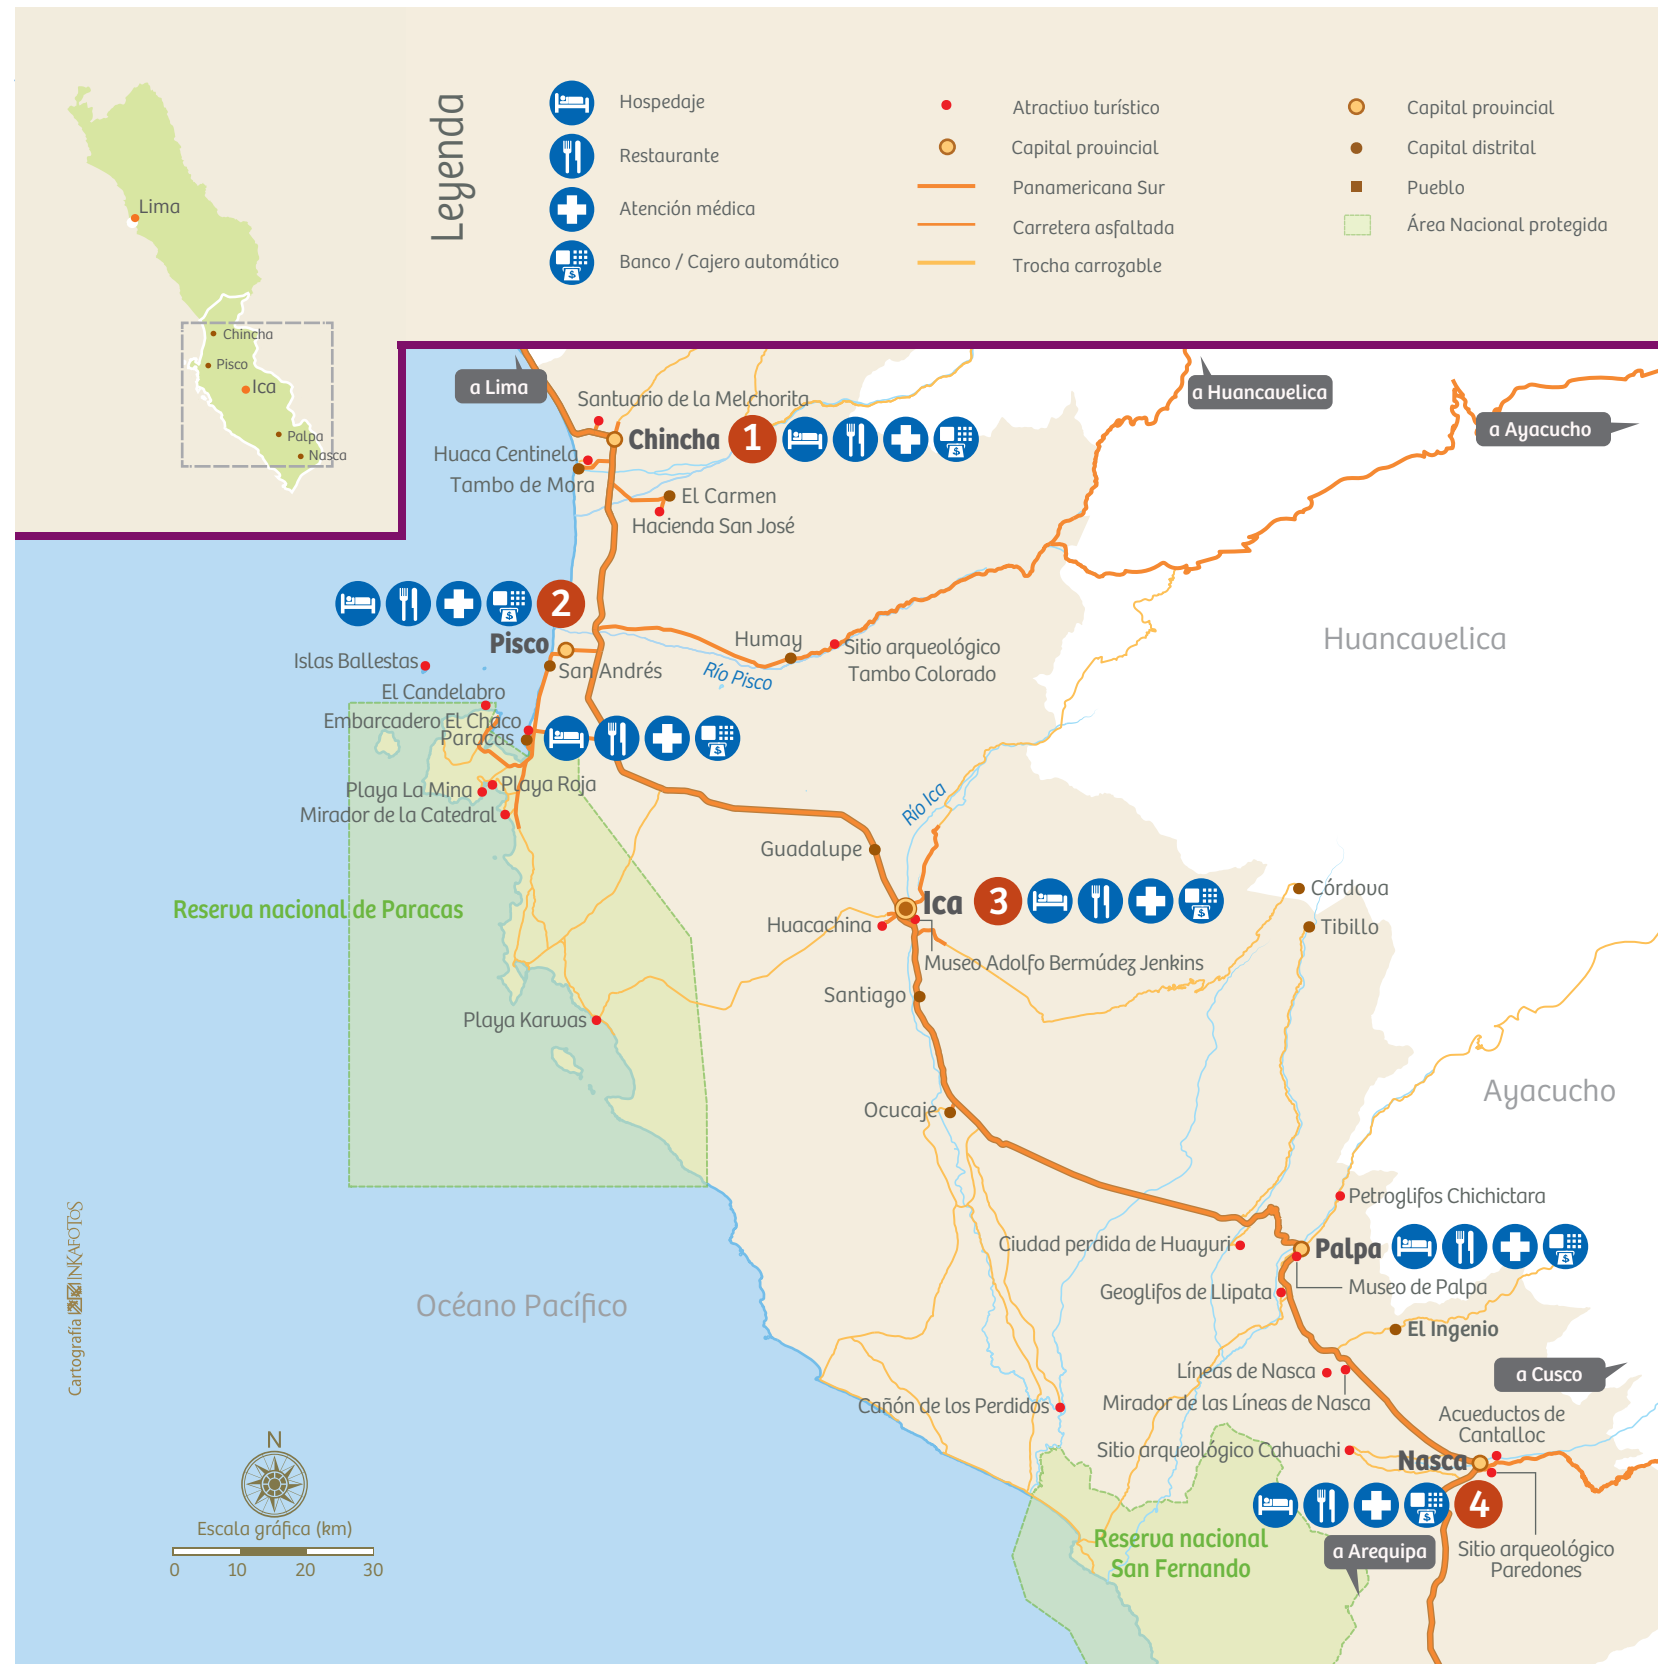 Lima
Chincha
Pisco
Ica
Palpa
Nasca
Leyenda
Hospedaje
Restaurante
Atención médica
Banco / Cajero automático
Atractivo turístico
Capital provincial
Panamericana Sur
Carretera asfaltada
Trocha carrozable
Capital provincial
Capital distrital
Pueblo
Área Nacional protegida
a Lima
a Huancavelica
a Ayacucho
Santuario de la Melchorita
Chincha 1
Huaca Centinela
Tambo de Mora
El Carmen
Hacienda San José
2
Pisco
Islas Ballestas
San Andrés
Humay
Sitio arqueológico
Tambo Colorado
Río Pisco
Huancavelica
El Candelabro
Embarcadero El Chaco
Paracas
Playa La Mina
Playa Roja
Mirador de la Catedral
Río Ica
Guadalupe
Ica 3
Córdova
Tibillo
Reserva nacional de Paracas
Huacachina
Museo Adolfo Bermúdez Jenkins
Santiago
Playa Karwas
Ocucaje
Ayacucho
Petroglifos Chichictara
Ciudad perdida de Huayuri
Palpa
Museo de Palpa
Geoglifos de Llipata
Océano Pacífico
El Ingenio
Líneas de Nasca
a Cusco
Mirador de las Líneas de Nasca
Cañón de los Perdidos
Acueductos de
Cantalloc
Sitio arqueológico Cahuachi
Nasca
4
Reserva nacional
San Fernando
a Arequipa
Sitio arqueológico
Paredones
Cartografía INKAFOTOS
N
Escala gráfica (km)
0 10 20 30